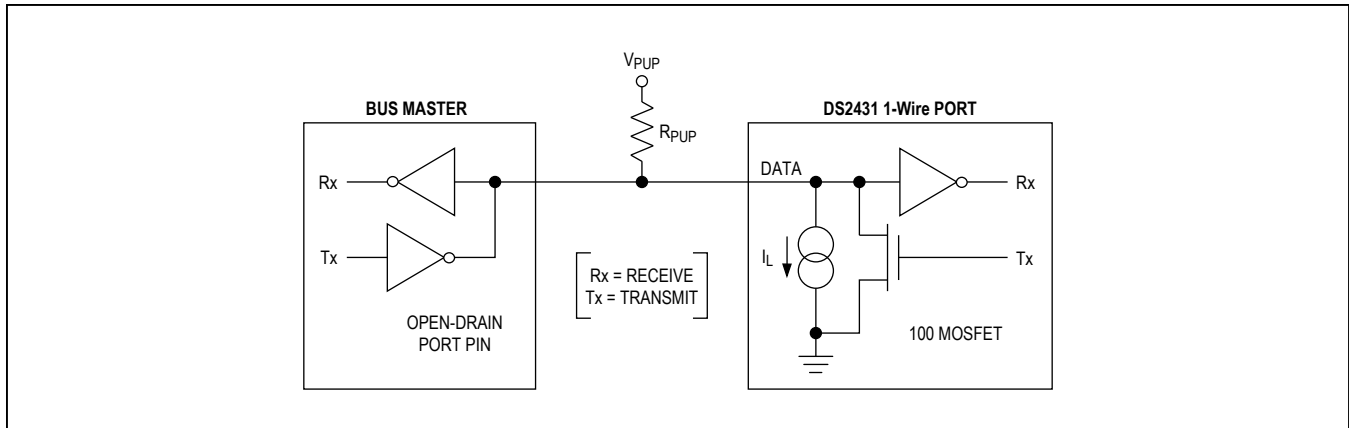 VPUP
BUS MASTER
DS2431 1-Wire PORT
RPUP
DATA
Rx
Rx
Tx
IL
Tx
Rx = RECEIVE
Tx = TRANSMIT
OPEN-DRAIN
PORT PIN
100 MOSFET